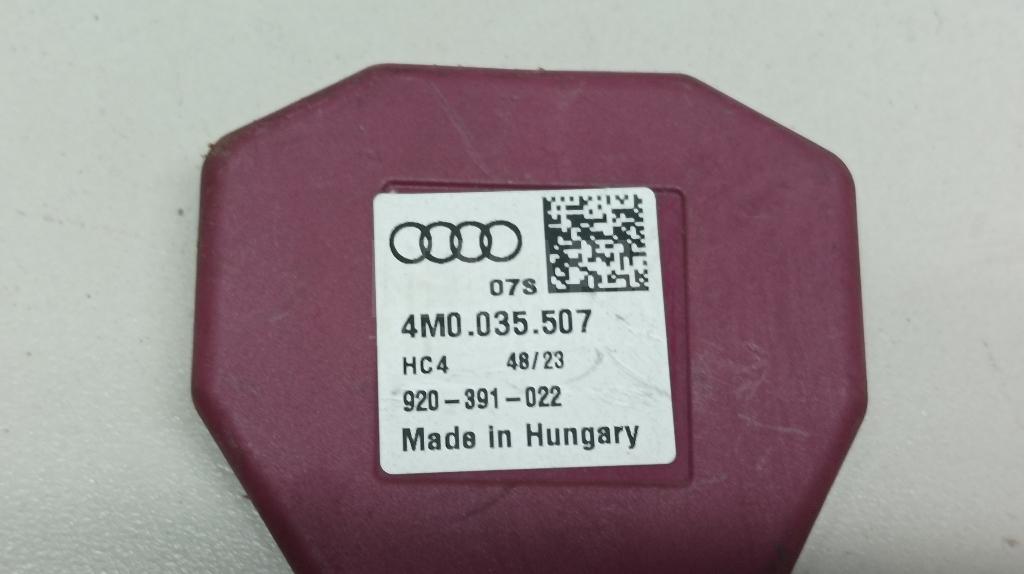 07S
4M0.035.507
HC4 48/23
920-391-022
Made in Hungary